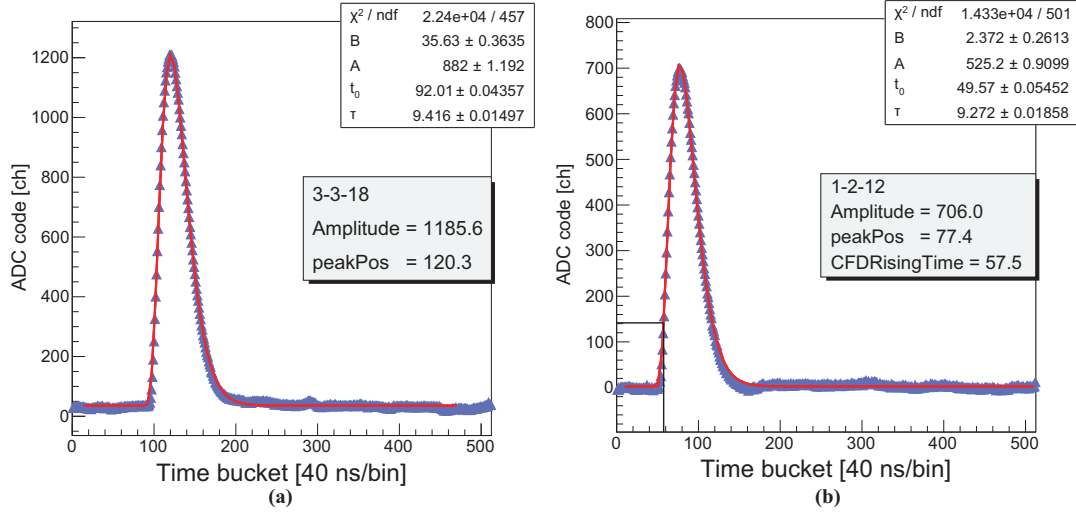 χ² / ndf 2.24e+04 / 457
B 35.63 ± 0.3635
A 882 ± 1.192
t₀ 92.01 ± 0.04357
τ 9.416 ± 0.01497
3-3-18
Amplitude = 1185.6
peakPos = 120.3
ADC code [ch]
1200
1000
800
600
400
200
0
0 100 200 300 400 500
Time bucket [40 ns/bin]
(a)
χ² / ndf 1.433e+04 / 501
B 2.372 ± 0.2613
A 525.2 ± 0.9099
t₀ 49.57 ± 0.05452
τ 9.272 ± 0.01858
1-2-12
Amplitude = 706.0
peakPos = 77.4
CFDRisingTime = 57.5
ADC code [ch]
800
700
600
500
400
300
200
100
0
0 100 200 300 400 500
Time bucket [40 ns/bin]
(b)